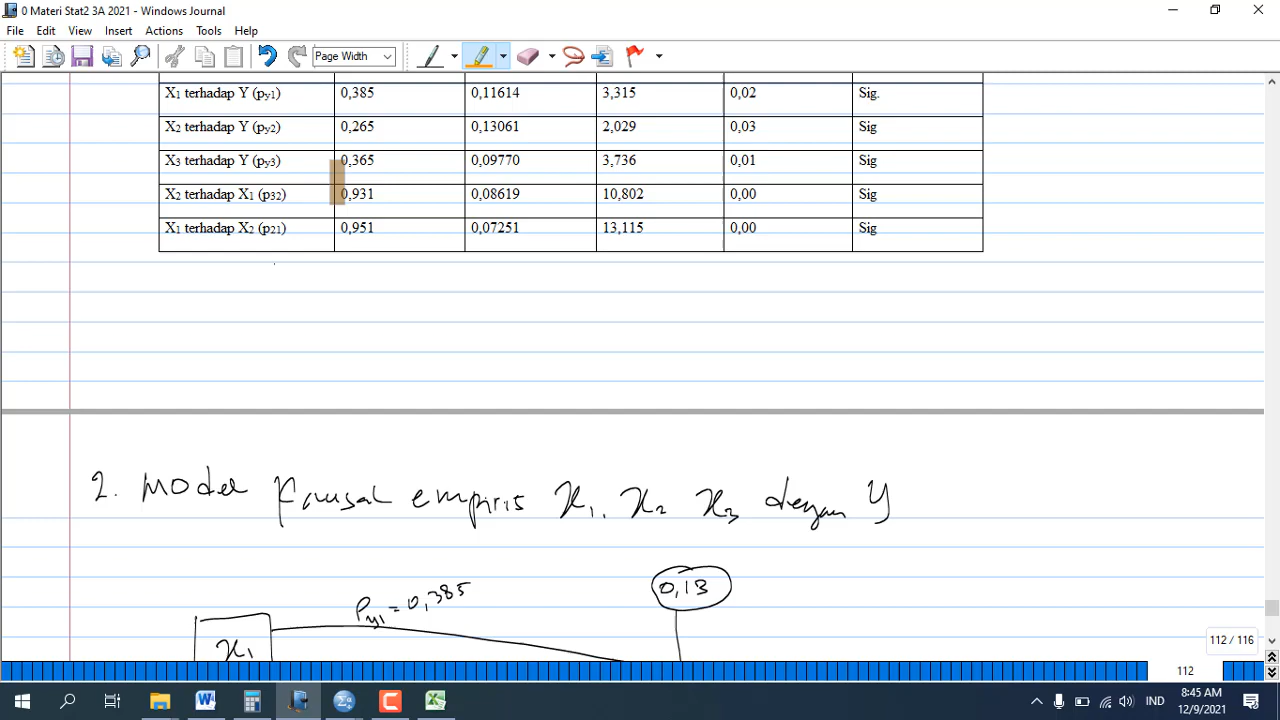 0 Materi Stat2 3A 2021 - Windows Journal
File Edit View Insert Actions Tools Help
Page Width
X1 terhadap Y (py1) 0,385 0,11614 3,315 0,02 Sig.
X2 terhadap Y (py2) 0,265 0,13061 2,029 0,03 Sig
X3 terhadap Y (py3) 0,365 0,09770 3,736 0,01 Sig
X2 terhadap X1 (p32) 0,931 0,08619 10,802 0,00 Sig
X1 terhadap X2 (p21) 0,951 0,07251 13,115 0,00 Sig
2. Model Kausal empiris x1, x2 x3 dengan Y
0,13
Py1 = 0,385
x1
112 / 116
112
IND
8:45 AM
12/9/2021